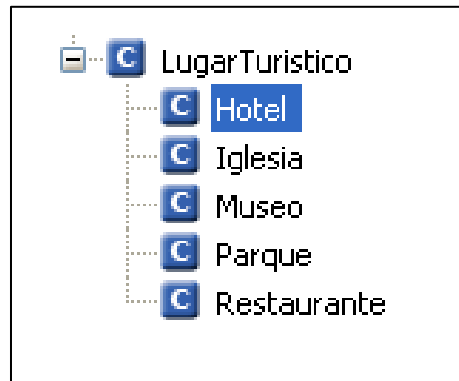 C LugarTuristico
C Hotel
C Iglesia
C Museo
C Parque
C Restaurante